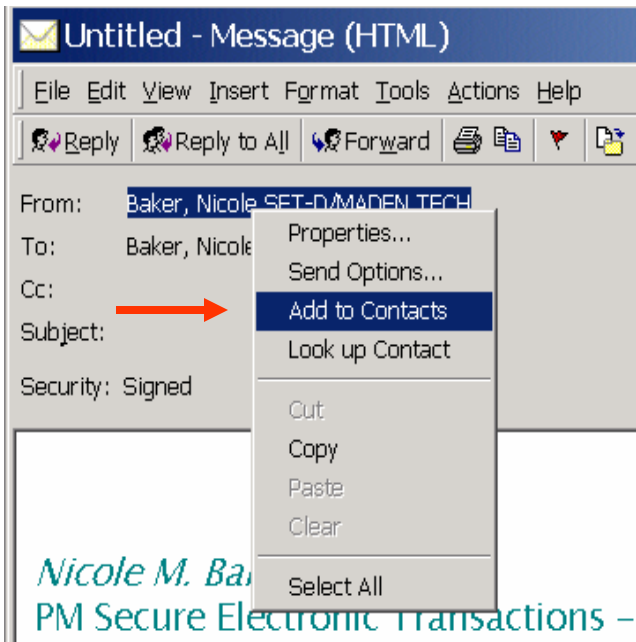 Untitled - Message (HTML)
File Edit View Insert Format Tools Actions Help
Reply Reply to All Forward
From: Baker, Nicole SET-D/MADEN TECH
To: Baker, Nicole
Cc:
Subject:
Security: Signed
Properties...
Send Options...
Add to Contacts
Look up Contact
Cut
Copy
Paste
Clear
Select All
Nicole M.
PM Secure Electronic Transactions –